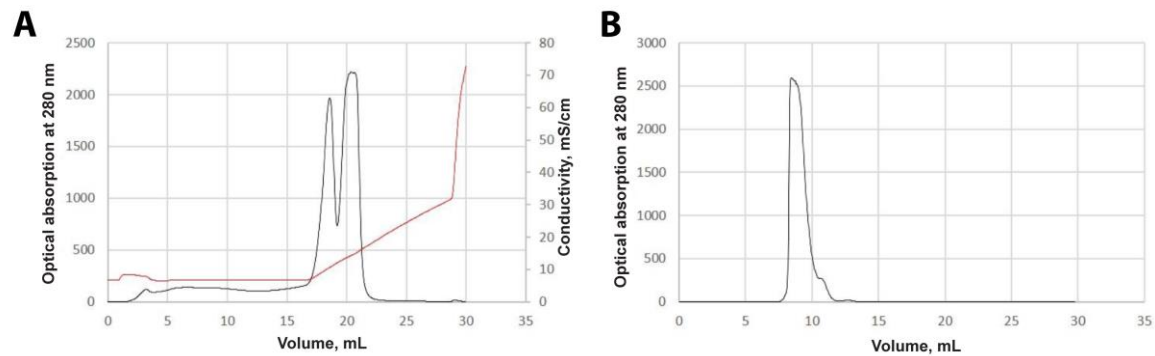 A
Optical absorption at 280 nm
2500
2000
1500
1000
500
0
0 5 10 15 20 25 30 35
Volume, mL
80
70
60
50
40
30
20
10
0
Conductivity, mS/cm
B
Optical absorption at 280 nm
3000
2500
2000
1500
1000
500
0
0 5 10 15 20 25 30 35
Volume, mL